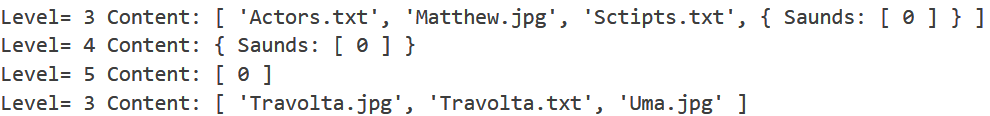 Level= 3 Content: [ 'Actors.txt', 'Matthew.jpg', 'Sctipts.txt', { Saunds: [ 0 ] } ]
Level= 4 Content: { Saunds: [ 0 ] }
Level= 5 Content: [ 0 ]
Level= 3 Content: [ 'Travolta.jpg', 'Travolta.txt', 'Uma.jpg' ]